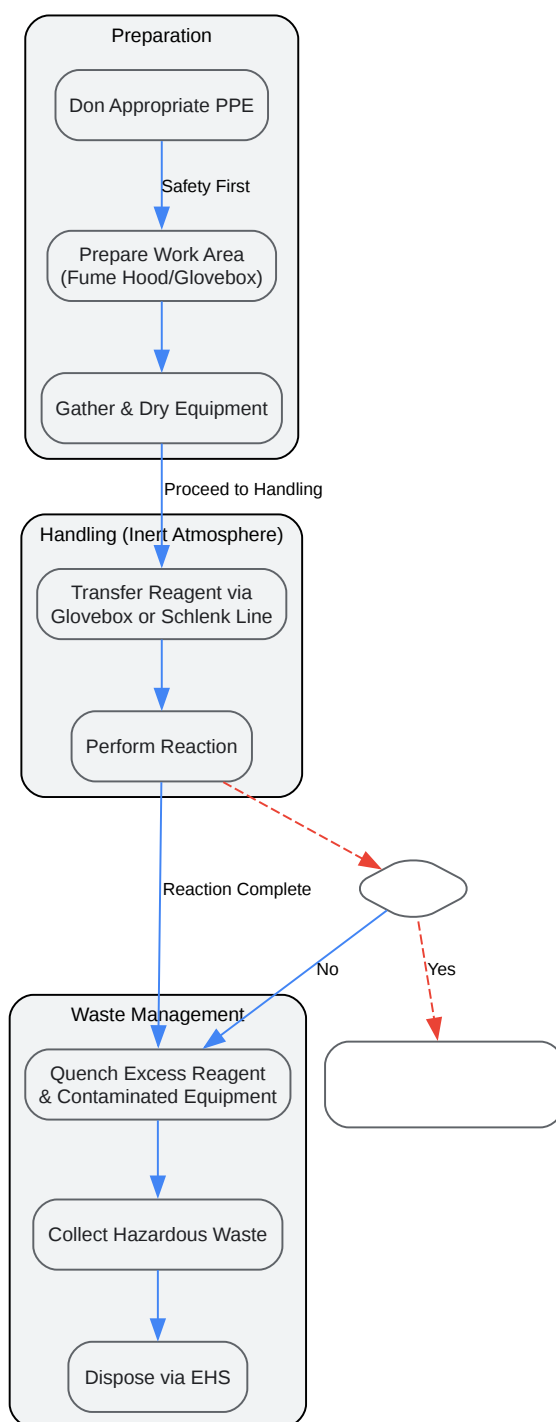 Preparation
Don Appropriate PPE
Safety First
Prepare Work Area
(Fume Hood/Glovebox)
Gather & Dry Equipment
Proceed to Handling
Handling (Inert Atmosphere)
Transfer Reagent via
Glovebox or Schlenk Line
Perform Reaction
Reaction Complete
No
Yes
Waste Management
Quench Excess Reagent
& Contaminated Equipment
Collect Hazardous Waste
Dispose via EHS